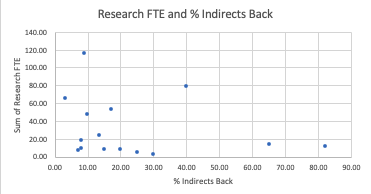 Research FTE and % Indirects Back
Sum of Research FTE
140.00
120.00
100.00
80.00
60.00
40.00
20.00
0.00
0.00 10.00 20.00 30.00 40.00 50.00 60.00 70.00 80.00 90.00
% Indirects Back